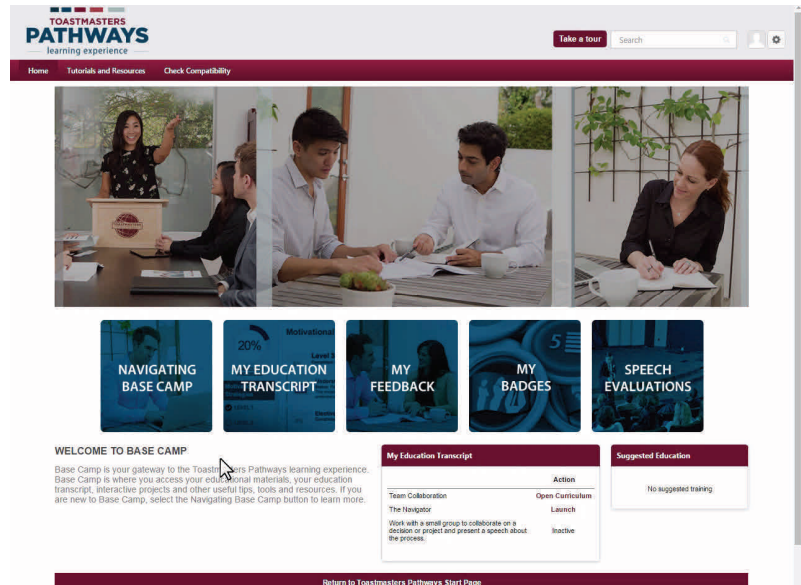 TOASTMASTERS
PATHWAYS
learning experience
Take a tour
Search
Home Tutorials and Resources Check Compatibility
TOASTMASTERS
NAVIGATING
BASE CAMP
20%
Motivational
Level
MY EDUCATION
TRANSCRIPT
MY
FEEDBACK
5
MY
BADGES
SPEECH
EVALUATIONS
WELCOME TO BASE CAMP
Base Camp is your gateway to the Toastmasters Pathways learning experience.
Base Camp is where you access your educational materials, your education
transcript, interactive projects and other useful tips, tools and resources. If you
are new to Base Camp, select the Navigating Base Camp button to learn more.
My Education Transcript
Action
Team Collaboration Open Curriculum
The Navigator Launch
Work with a small group to collaborate on a
decision or project and present a speech about Inactive
the process.
Suggested Education
No suggested training
Return to Toastmasters Pathways Start Page